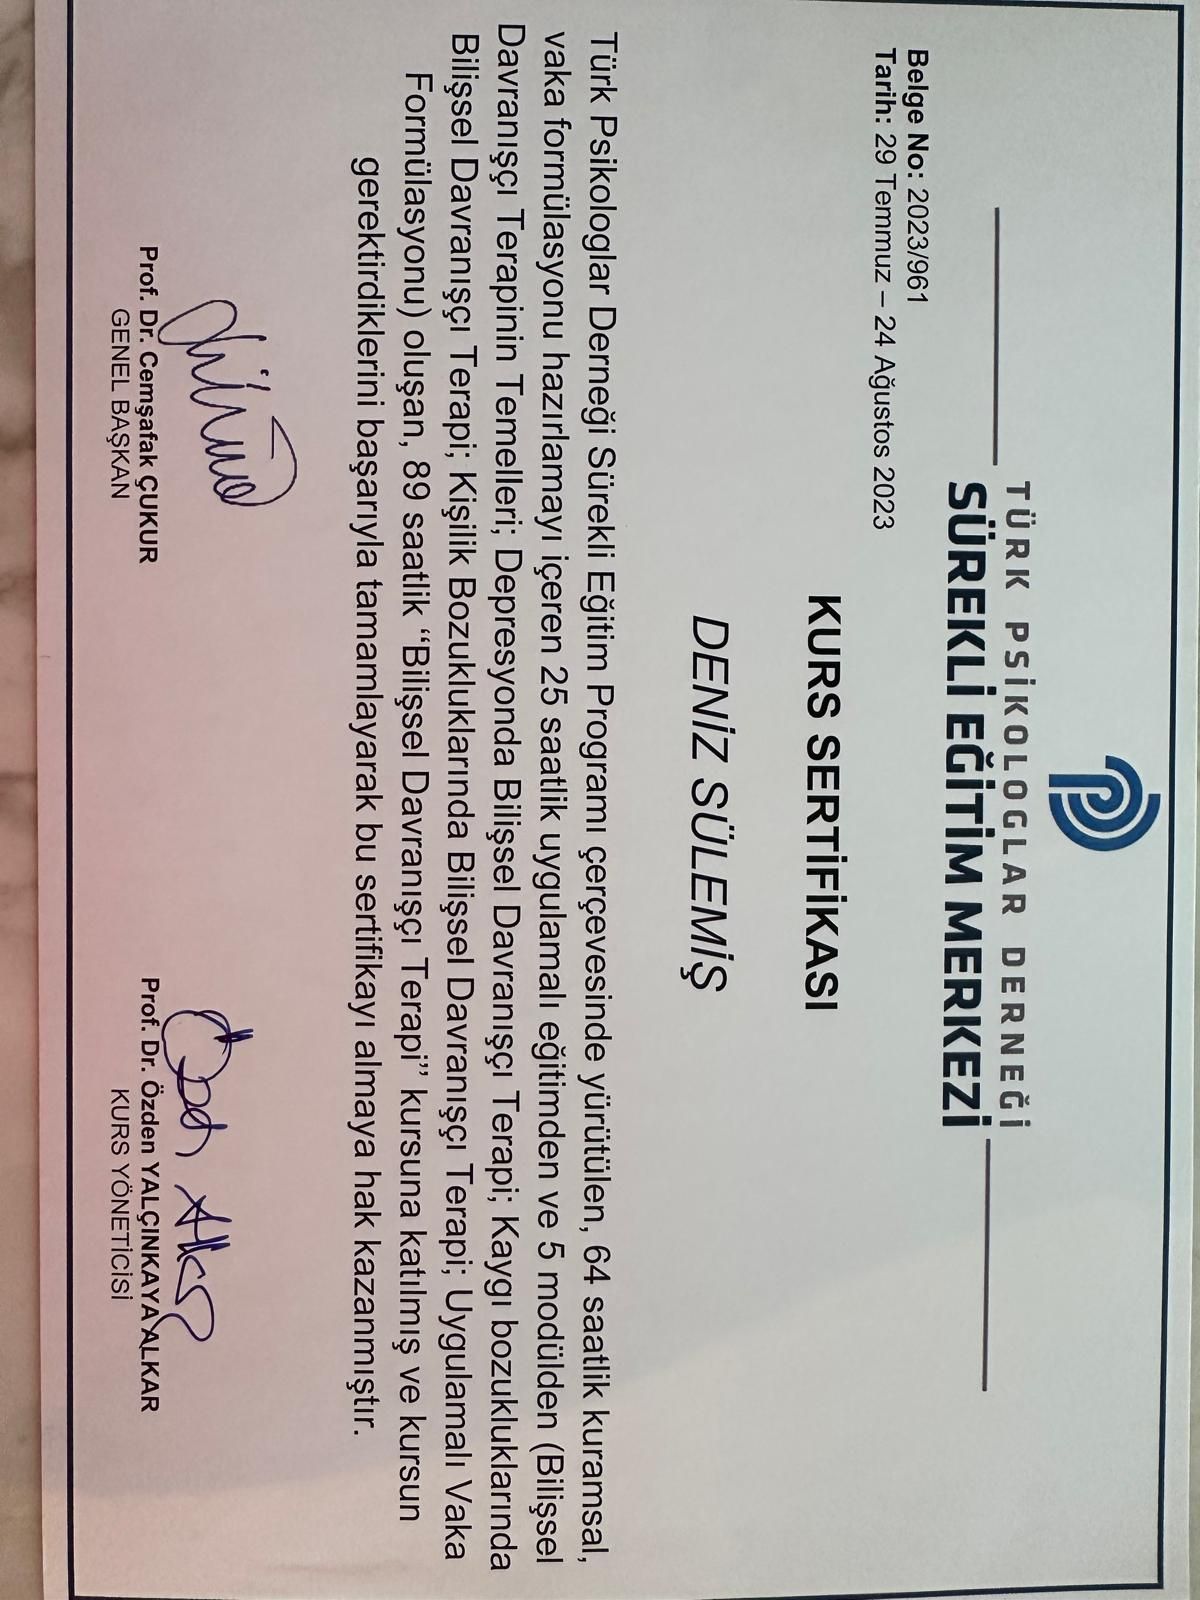 TÜRK PSİKOLOGLAR DERNEĞİ
SÜREKLİ EĞİTİM MERKEZİ
Belge No: 2023/961
Tarih: 29 Temmuz – 24 Ağustos 2023
KURS SERTİFİKASI
DENİZ SÜLEMİŞ
Türk Psikologlar Derneği Sürekli Eğitim Programı çerçevesinde yürütülen, 64 saatlik kuramsal,
vaka formülasyonu hazırlamayı içeren 25 saatlik uygulamalı eğitimden ve 5 modülden (Bilişsel
Davranışçı Terapinin Temelleri; Depresyonda Bilişsel Davranışçı Terapi; Kaygı bozukluklarında
Bilişsel Davranışçı Terapi; Kişilik Bozukluklarında Bilişsel Davranışçı Terapi; Uygulamalı Vaka
Formülasyonu) oluşan, 89 saatlik “Bilişsel Davranışçı Terapi” kursuna katılmış ve kursun
gerektirdiklerini başarıyla tamamlayarak bu sertifikayı almaya hak kazanmıştır.
Prof. Dr. Cemşafak ÇUKUR
GENEL BAŞKAN
Prof. Dr. Özden YALÇINKAYA ALKAR
KURS YÖNETİCİSİ